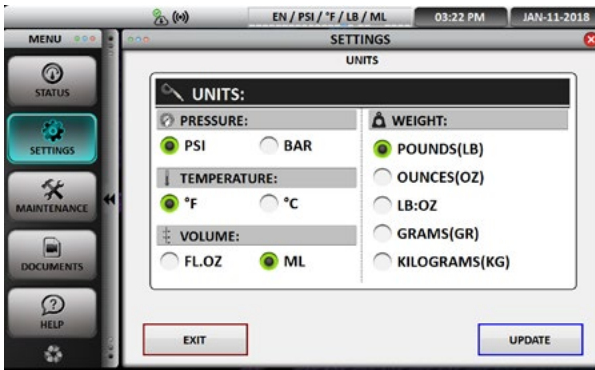 EN / PSI / °F / LB / ML
03:22 PM
JAN-11-2018
MENU
SETTINGS
UNITS
STATUS
SETTINGS
MAINTENANCE
DOCUMENTS
HELP
UNITS:
PRESSURE:
PSI
BAR
TEMPERATURE:
°F
°C
VOLUME:
FL.OZ
ML
WEIGHT:
POUNDS(LB)
OUNCES(OZ)
LB:OZ
GRAMS(GR)
KILOGRAMS(KG)
EXIT
UPDATE